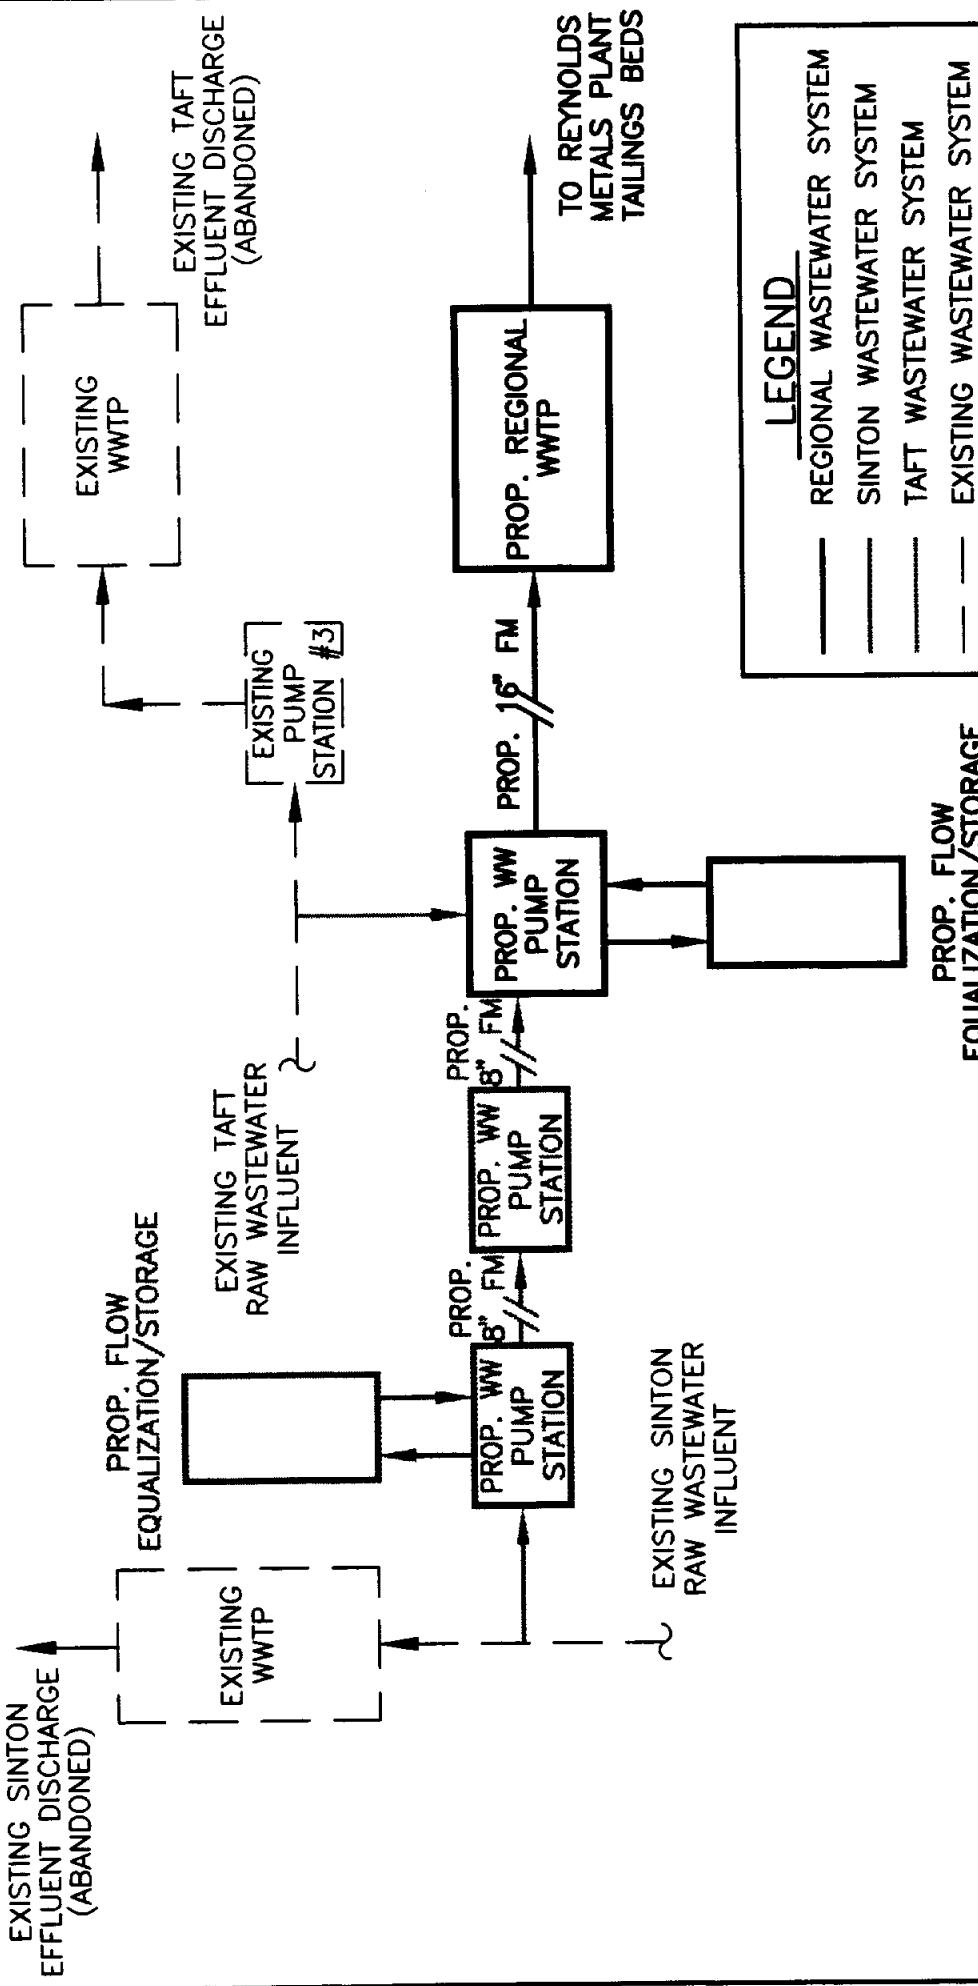 EXISTING SINTON
EFFLUENT DISCHARGE
(ABANDONED)
EXISTING
WWTP
PROP. FLOW
EQUALIZATION/STORAGE
EXISTING TAFT
RAW WASTEWATER
INFLUENT
EXISTING
PUMP
STATION #3
EXISTING
WWTP
EXISTING TAFT
EFFLUENT DISCHARGE
(ABANDONED)
EXISTING SINTON
RAW WASTEWATER
INFLUENT
PROP. WW
PUMP
STATION
PROP.
8" FM
PROP. WW
PUMP
STATION
PROP.
8" FM
PROP. WW
PUMP
STATION
PROP. 16" FM
PROP. REGIONAL
WWTP
TO REYNOLDS
METALS PLANT
TAILINGS BEDS
PROP. FLOW
EQUALIZATION/STORAGE
LEGEND
REGIONAL WASTEWATER SYSTEM
SINTON WASTEWATER SYSTEM
TAFT WASTEWATER SYSTEM
EXISTING WASTEWATER SYSTEM